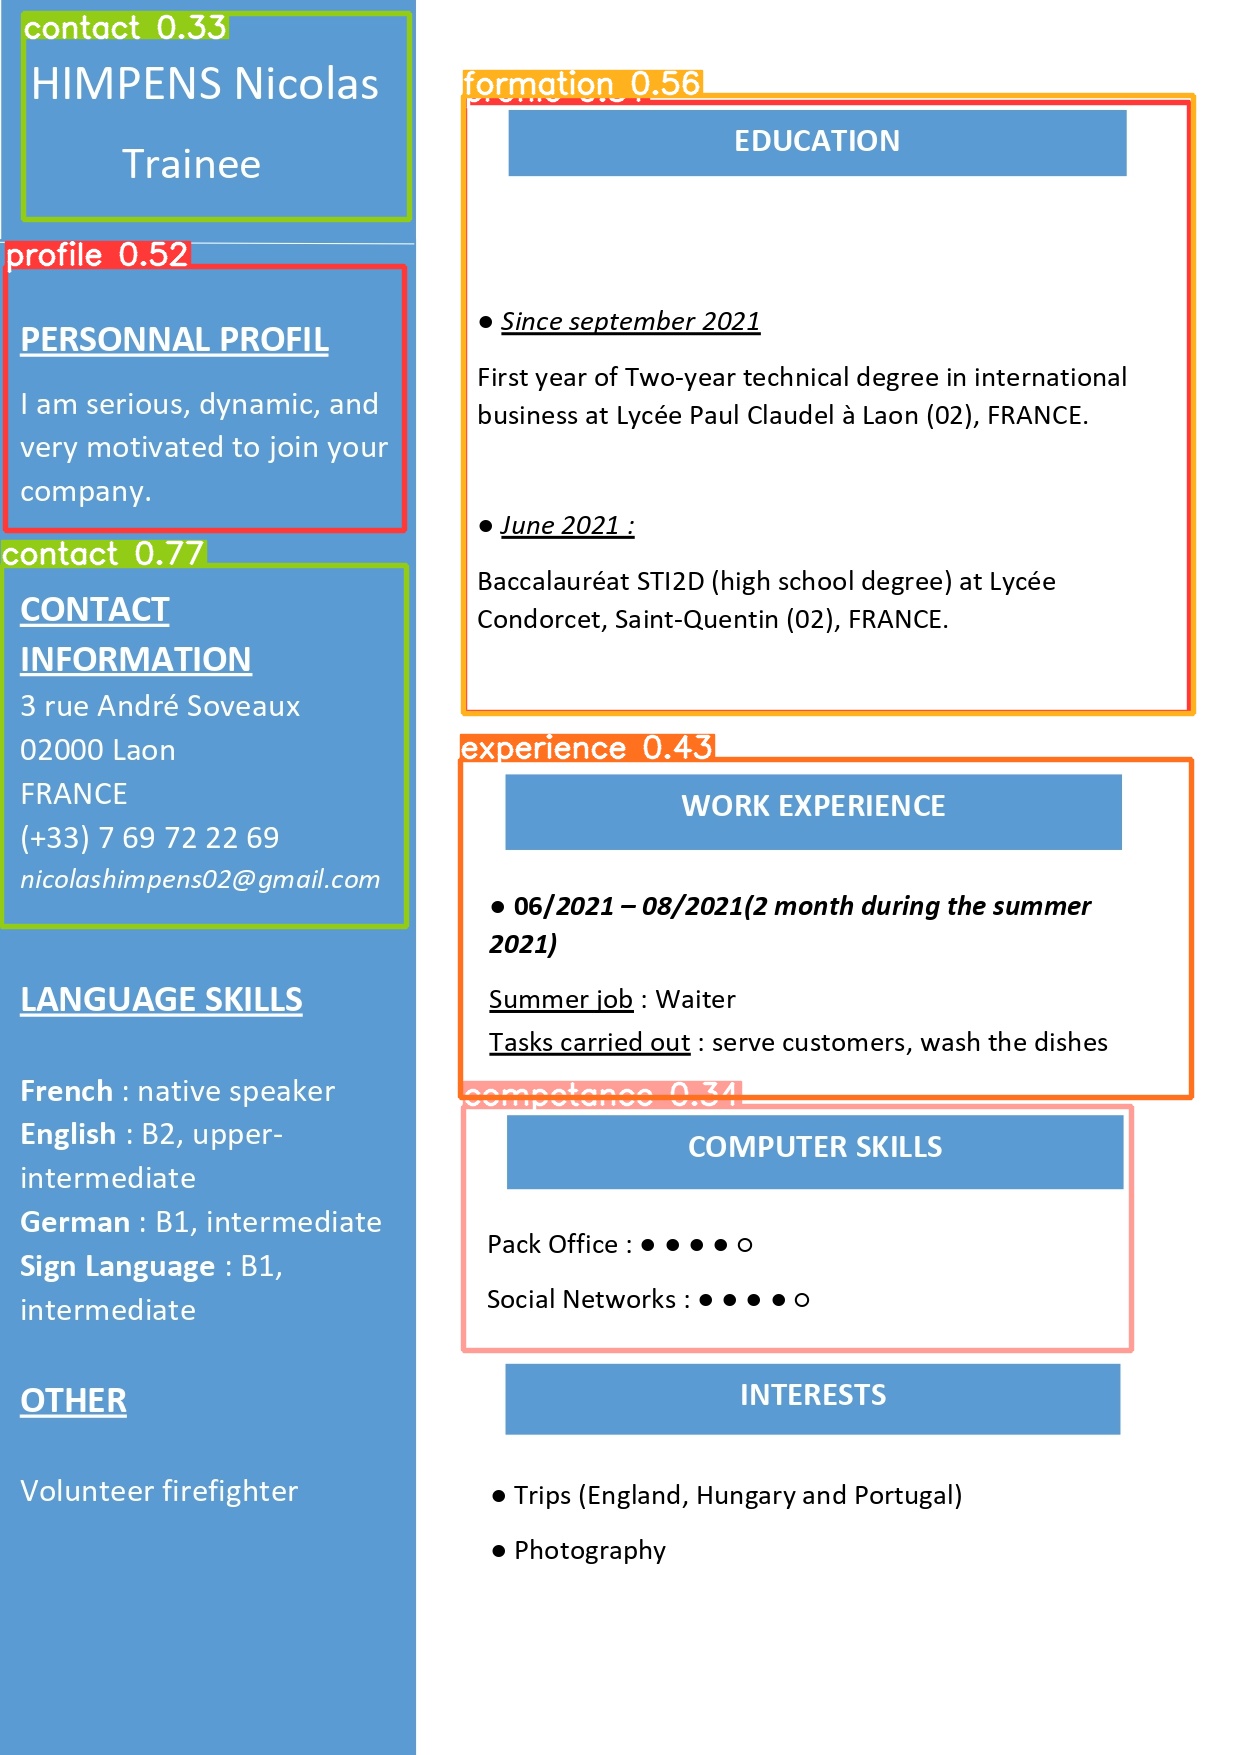 contact 0.33
HIMPENS Nicolas
Trainee
profile 0.52
PERSONNAL PROFIL
I am serious, dynamic, and
very motivated to join your
company.
contact 0.77
CONTACT
INFORMATION
3 rue André Soveaux
02000 Laon
FRANCE
(+33) 7 69 72 22 69
nicolashimpens02@gmail.com
LANGUAGE SKILLS
French : native speaker
English : B2, upper-
intermediate
German : B1, intermediate
Sign Language : B1,
intermediate
OTHER
Volunteer firefighter
formation 0.56
EDUCATION
● Since september 2021
First year of Two-year technical degree in international
business at Lycée Paul Claudel à Laon (02), FRANCE.
● June 2021 :
Baccalauréat STI2D (high school degree) at Lycée
Condorcet, Saint-Quentin (02), FRANCE.
experience 0.43
WORK EXPERIENCE
● 06/2021 – 08/2021(2 month during the summer
2021)
Summer job : Waiter
Tasks carried out : serve customers, wash the dishes
competance 0.34
COMPUTER SKILLS
Pack Office : ● ● ● ● ○
Social Networks : ● ● ● ● ○
INTERESTS
● Trips (England, Hungary and Portugal)
● Photography